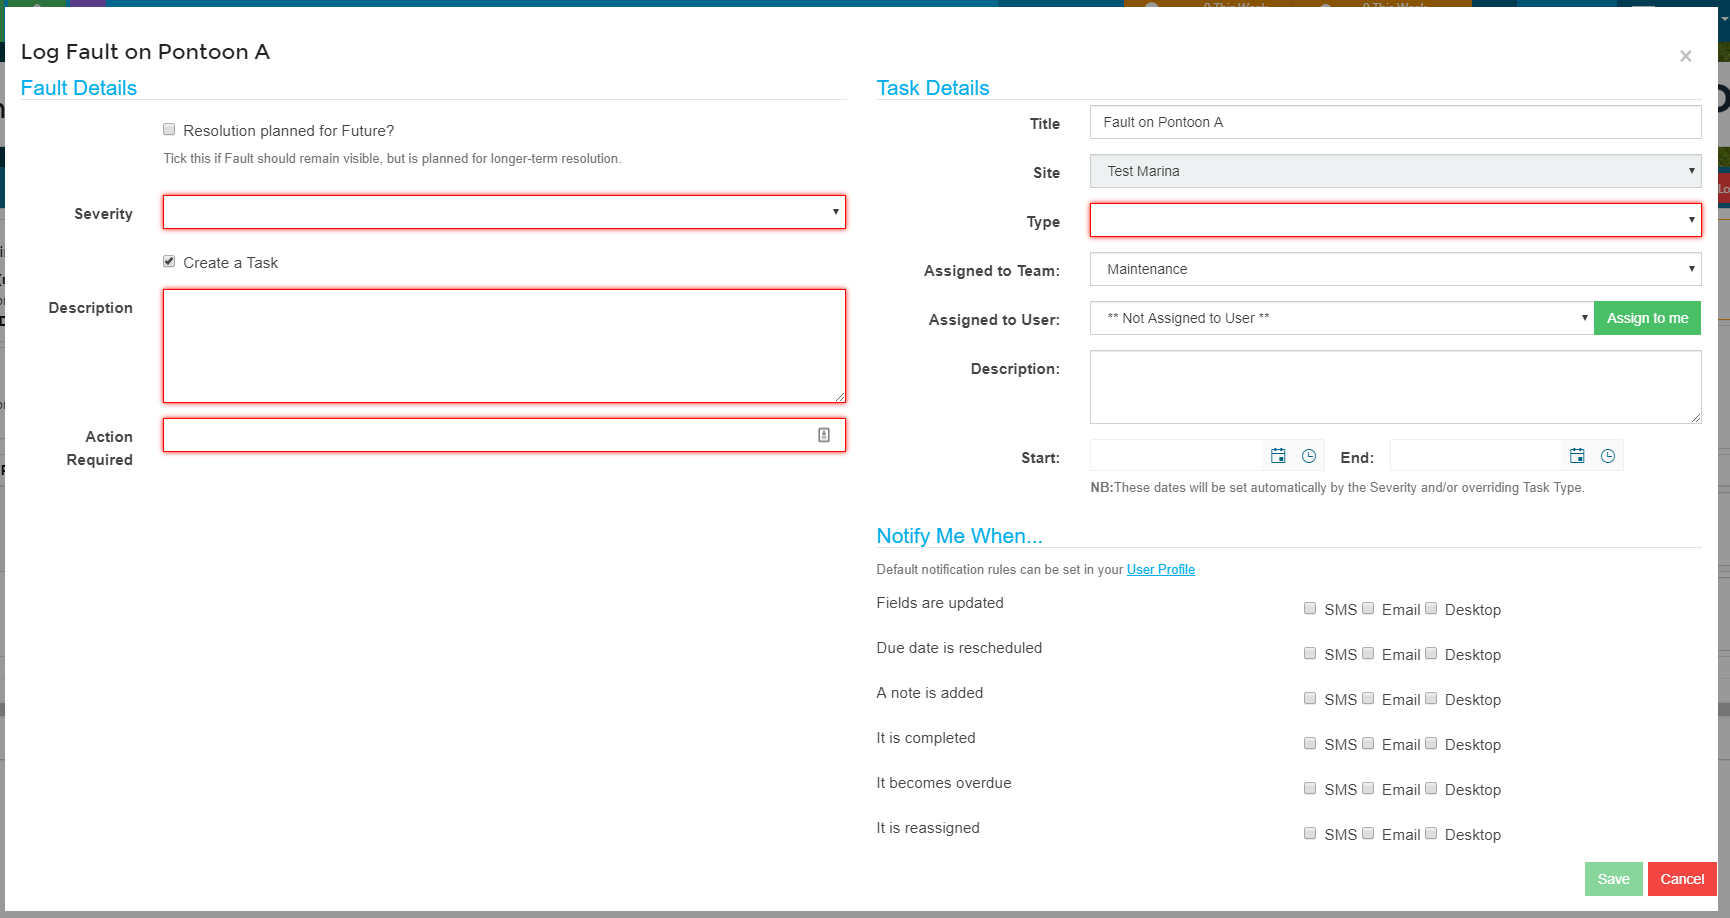 0 This Week
0 This Week
Log Fault on Pontoon A
×
Fault Details
Resolution planned for Future?
Tick this if Fault should remain visible, but is planned for longer-term resolution.
Severity
Create a Task
Description
Action
Required
Task Details
Title
Fault on Pontoon A
Site
Test Marina
Type
Assigned to Team:
Maintenance
Assigned to User:
** Not Assigned to User **
Assign to me
Description:
Start:
End:
NB:These dates will be set automatically by the Severity and/or overriding Task Type.
Notify Me When...
Default notification rules can be set in your User Profile
Fields are updated
SMS Email Desktop
Due date is rescheduled
SMS Email Desktop
A note is added
SMS Email Desktop
It is completed
SMS Email Desktop
It becomes overdue
SMS Email Desktop
It is reassigned
SMS Email Desktop
Save
Cancel